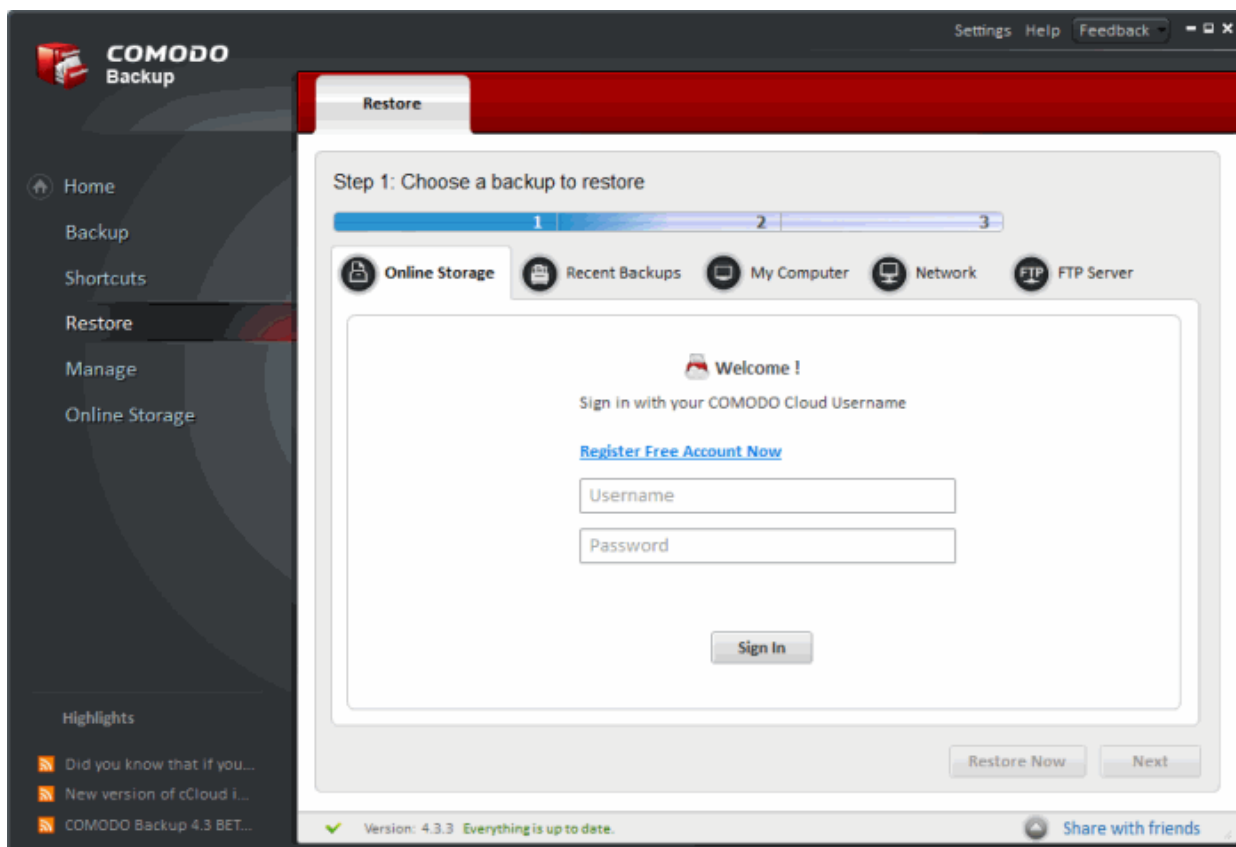 COMODO
Backup
Settings Help Feedback
Restore
Home
Backup
Shortcuts
Restore
Manage
Online Storage
Step 1: Choose a backup to restore
1 2 3
Online Storage Recent Backups My Computer Network FTP FTP Server
Welcome !
Sign in with your COMODO Cloud Username
Register Free Account Now
Username
Password
Sign In
Restore Now Next
Highlights
Did you know that if you...
New version of cCloud i...
COMODO Backup 4.3 BET...
Version: 4.3.3 Everything is up to date.
Share with friends